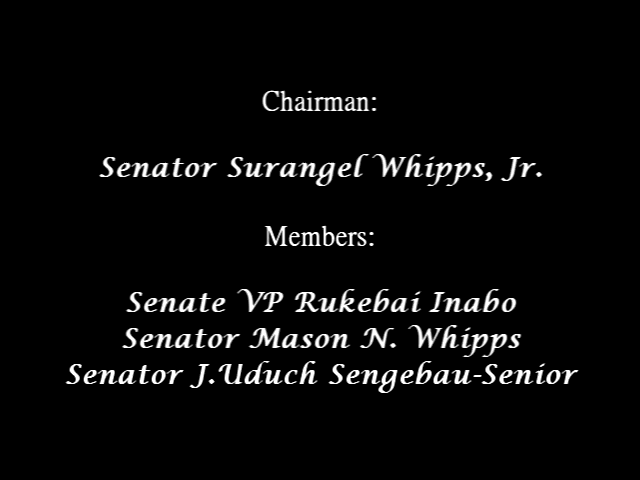 Chairman:
Senator Surangel Whipps, Jr.
Members:
Senate VP Rukebai Inabo
Senator Mason N. Whipps
Senator J.Uduch Sengebau-Senior